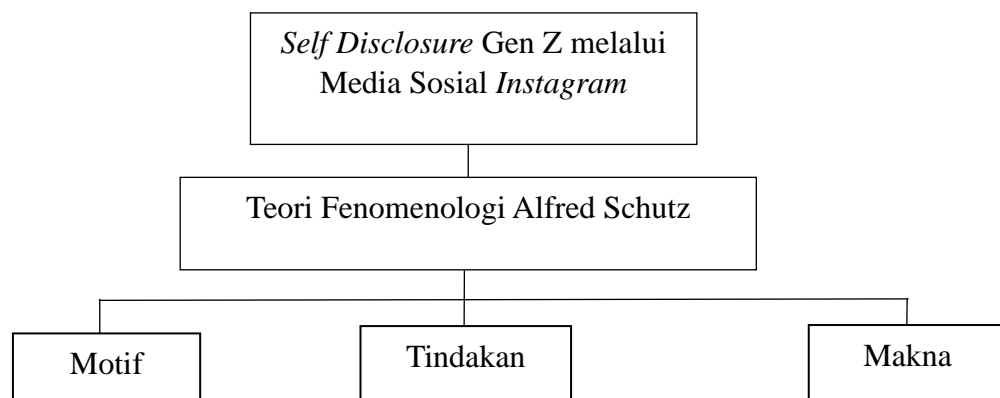 Self Disclosure Gen Z melalui
Media Sosial Instagram
Teori Fenomenologi Alfred Schutz
Motif
Tindakan
Makna